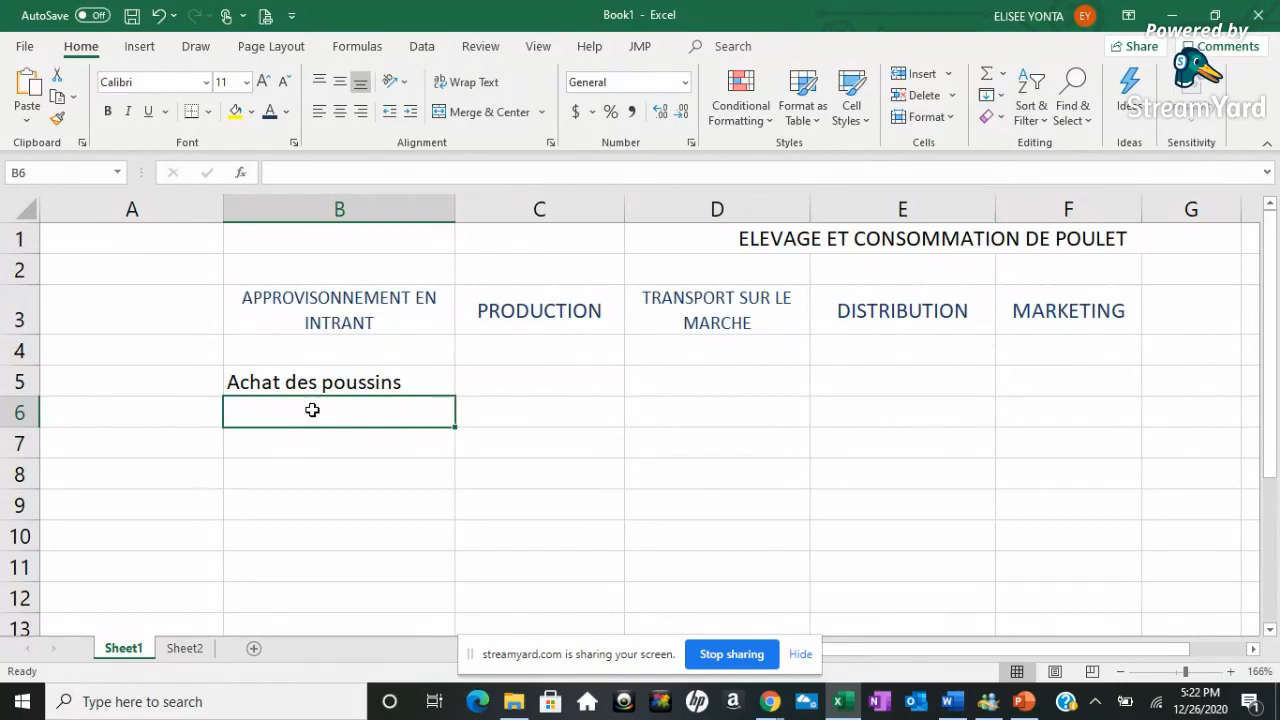 AutoSave Off
Book1 - Excel
ELISEE YONTA EY
Powered by
StreamYard
File Home Insert Draw Page Layout Formulas Data Review View Help JMP Search Share Comments
Paste
Calibri 11
B I U
A A
Wrap Text
Merge & Center
General
$ % ,
Conditional Formatting
Format as Table
Cell Styles
Insert
Delete
Format
Sort & Filter
Find & Select
Ideas
Clipboard Font Alignment Number Styles Cells Editing Ideas Sensitivity
B6 fx
A B C D E F G
1 ELEVAGE ET CONSOMMATION DE POULET
2
3 APPROVISONNEMENT EN INTRANT PRODUCTION TRANSPORT SUR LE MARCHE DISTRIBUTION MARKETING
4
5 Achat des poussins
6
7
8
9
10
11
12
13
Sheet1 Sheet2
streamyard.com is sharing your screen. Stop sharing Hide
Ready 166%
Type here to search
5:22 PM
12/26/2020